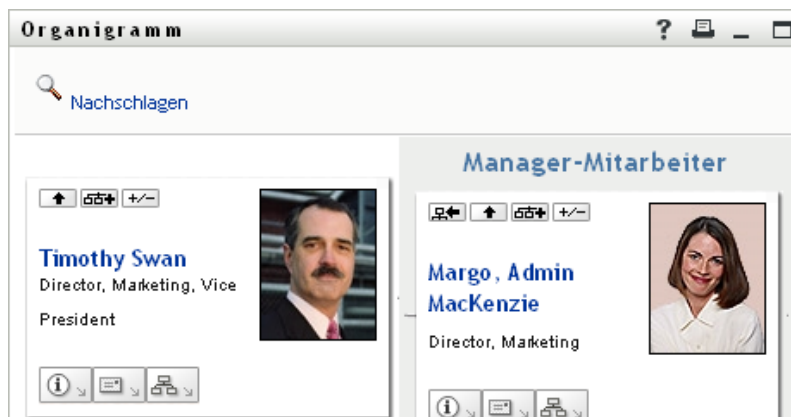 Organigramm
Nachschlagen
Manager-Mitarbeiter
Timothy Swan
Director, Marketing, Vice
President
Margo, Admin
MacKenzie
Director, Marketing